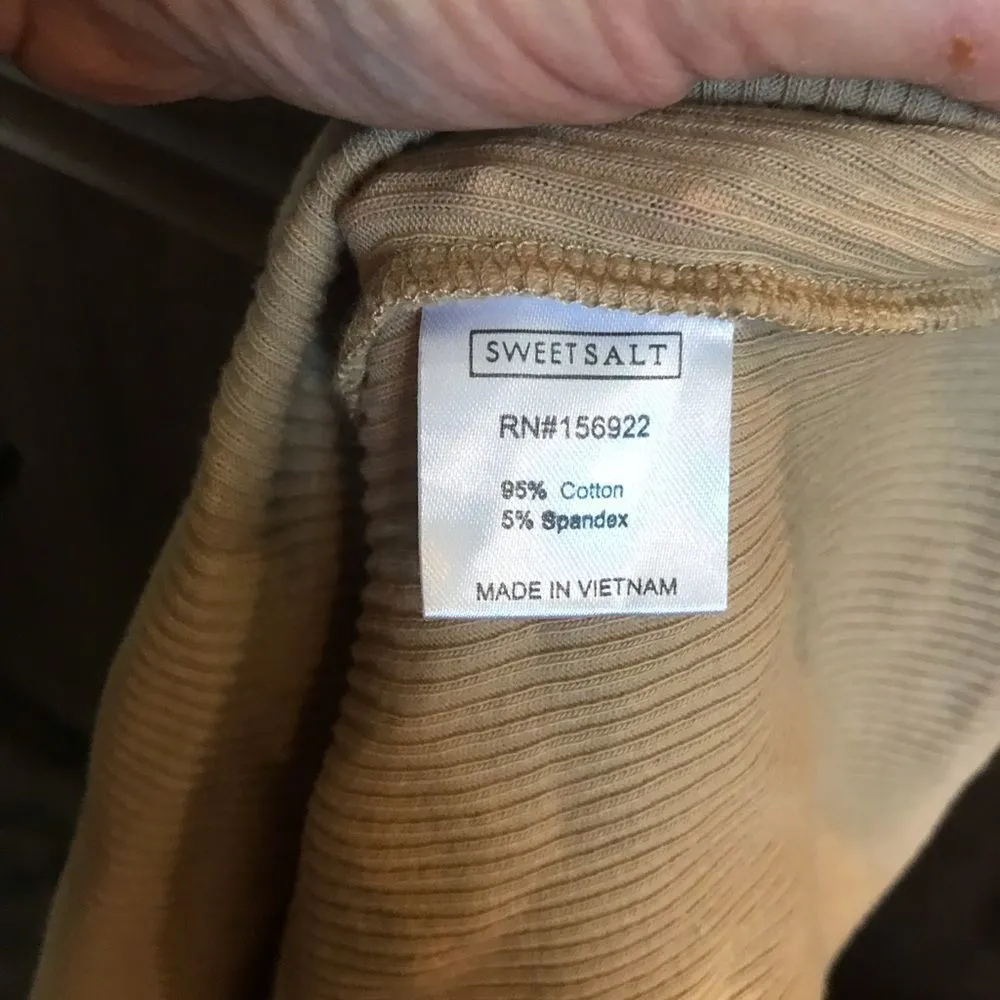 SWEETSALT
RN#156922
95% Cotton
5% Spandex
MADE IN VIETNAM